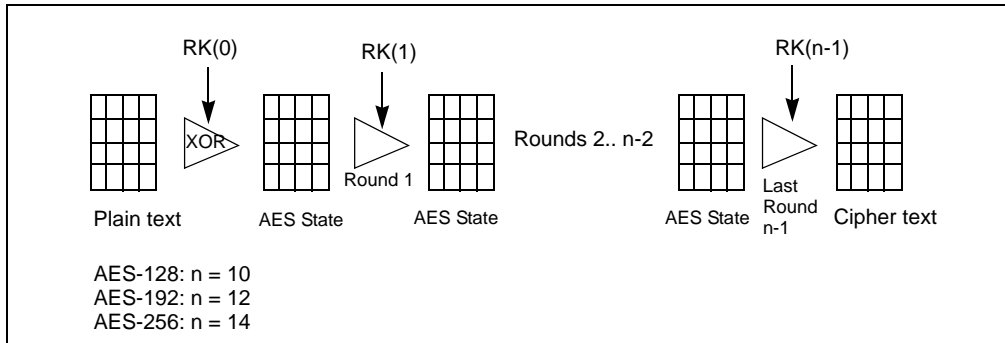 RK(0)
RK(1)
RK(n-1)
XOR
Round 1
Rounds 2.. n-2
Last
Round
n-1
Plain text
AES State
AES State
AES State
Cipher text
AES-128: n = 10
AES-192: n = 12
AES-256: n = 14